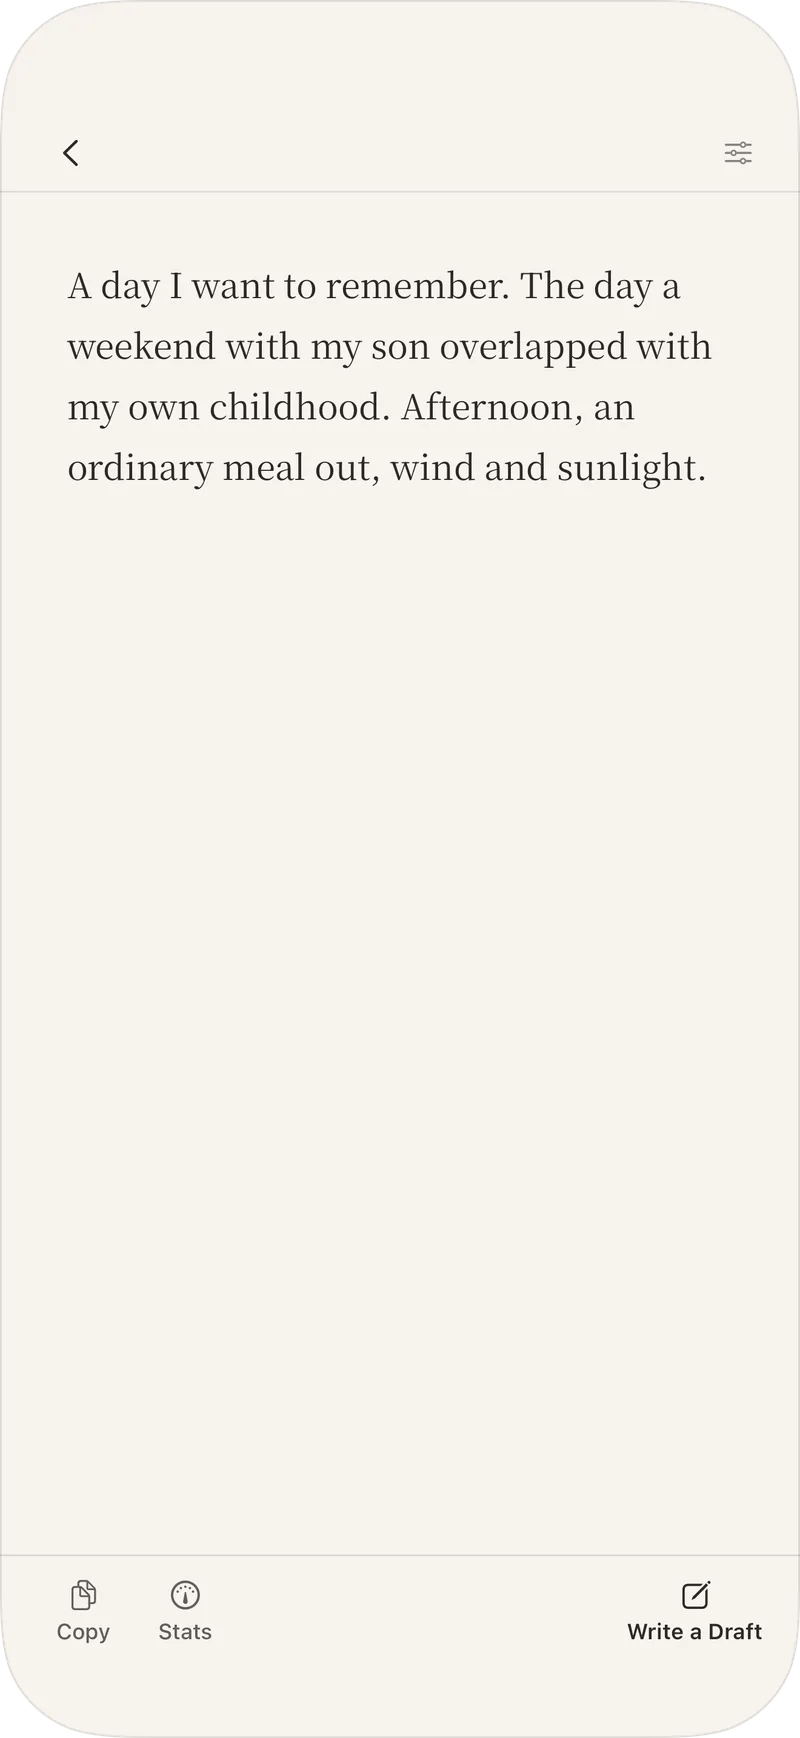 A day I want to remember. The day a
weekend with my son overlapped with
my own childhood. Afternoon, an
ordinary meal out, wind and sunlight.
Copy
Stats
Write a Draft